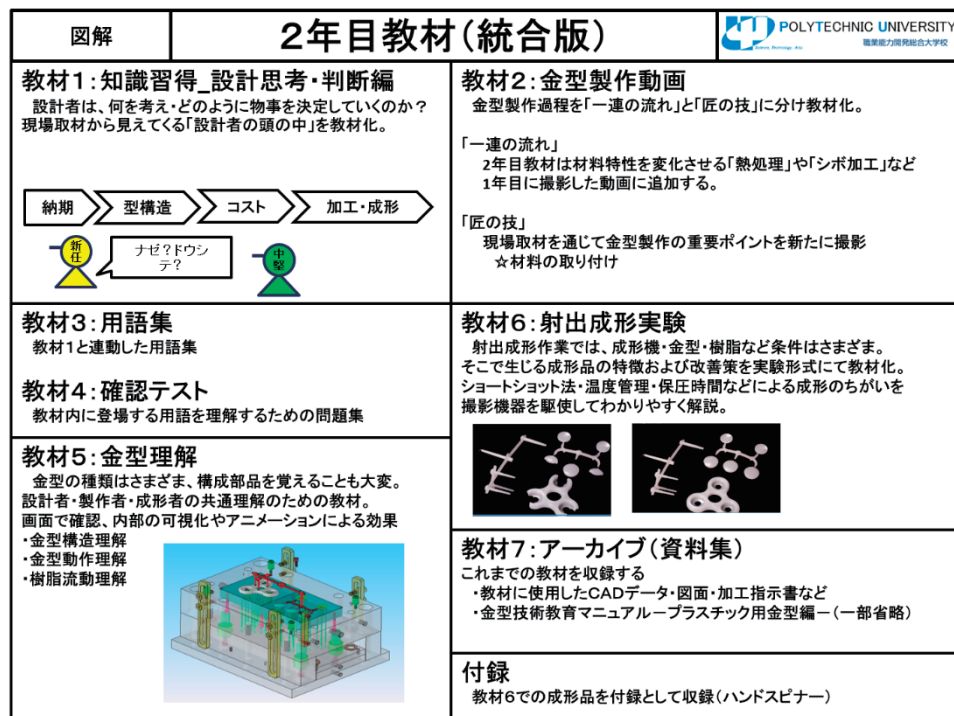 図解
2年目教材(統合版)
POLYTECHNIC UNIVERSITY
職業能力開発総合大学校
教材1:知識習得_設計思考・判断編
設計者は、何を考え・どのように物事を決定していくのか?
現場取材から見えてくる「設計者の頭の中」を教材化。
納期
型構造
コスト
加工・成形
新任
ナゼ?ドウシ
テ?
中堅
教材2:金型製作動画
金型製作過程を「一連の流れ」と「匠の技」に分け教材化。
「一連の流れ」
2年目教材は材料特性を変化させる「熱処理」や「シボ加工」など
1年目に撮影した動画に追加する。
「匠の技」
現場取材を通じて金型製作の重要ポイントを新たに撮影
☆材料の取り付け
教材3:用語集
教材1と連動した用語集
教材4:確認テスト
教材内に登場する用語を理解するための問題集
教材5:金型理解
金型の種類はさまざま、構成部品を覚えることも大変。
設計者・製作者・成形者の共通理解のための教材。
画面で確認、内部の可視化やアニメーションによる効果
・金型構造理解
・金型動作理解
・樹脂流動理解
教材6:射出成形実験
射出成形作業では、成形機・金型・樹脂など条件はさまざま。
そこで生じる成形品の特徴および改善策を実験形式にて教材化。
ショートショット法・温度管理・保圧時間などによる成形のちがいを
撮影機器を駆使してわかりやすく解説。
教材7:アーカイブ(資料集)
これまでの教材を収録する
・教材に使用したCADデータ・図面・加工指示書など
・金型技術教育マニュアループラスチック用金型編ー(一部省略)
付録
教材6での成形品を付録として収録(ハンドスピナー)